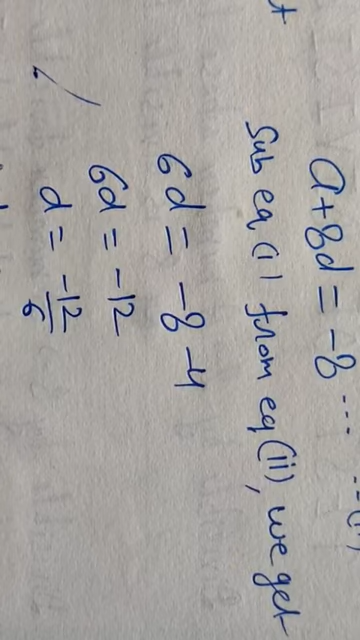 a + 8d = -8 ...
Sub eq (i) from eq (ii), we get
6d = -8 -4
6d = -12
d = -12/6